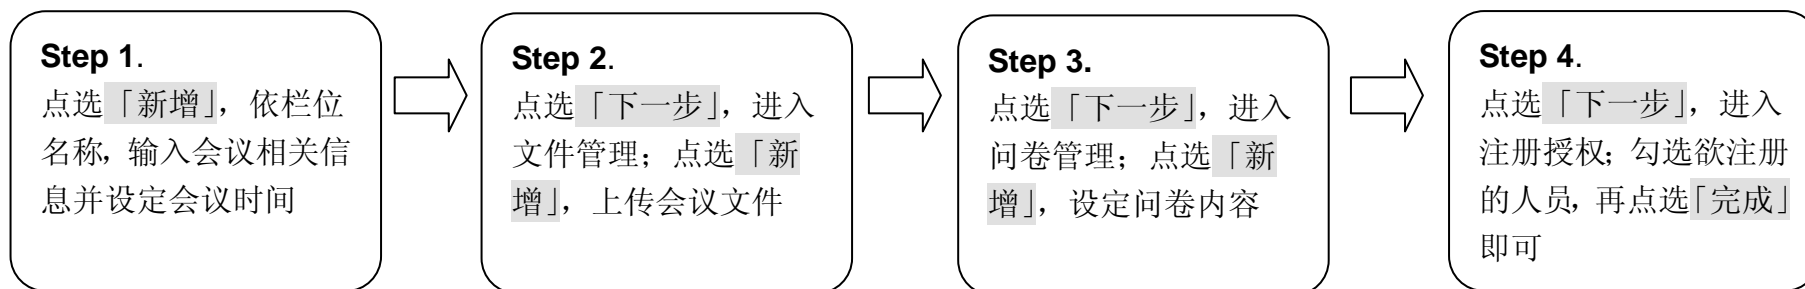 Step 1.
点选「新增」，依栏位
名称，输入会议相关信
息并设定会议时间
Step 2.
点选「下一步」，进入
文件管理；点选「新
增」，上传会议文件
Step 3.
点选「下一步」，进入
问卷管理；点选「新
增」，设定问卷内容
Step 4.
点选「下一步」，进入
注册授权；勾选欲注册
的人员，再点选「完成」
即可